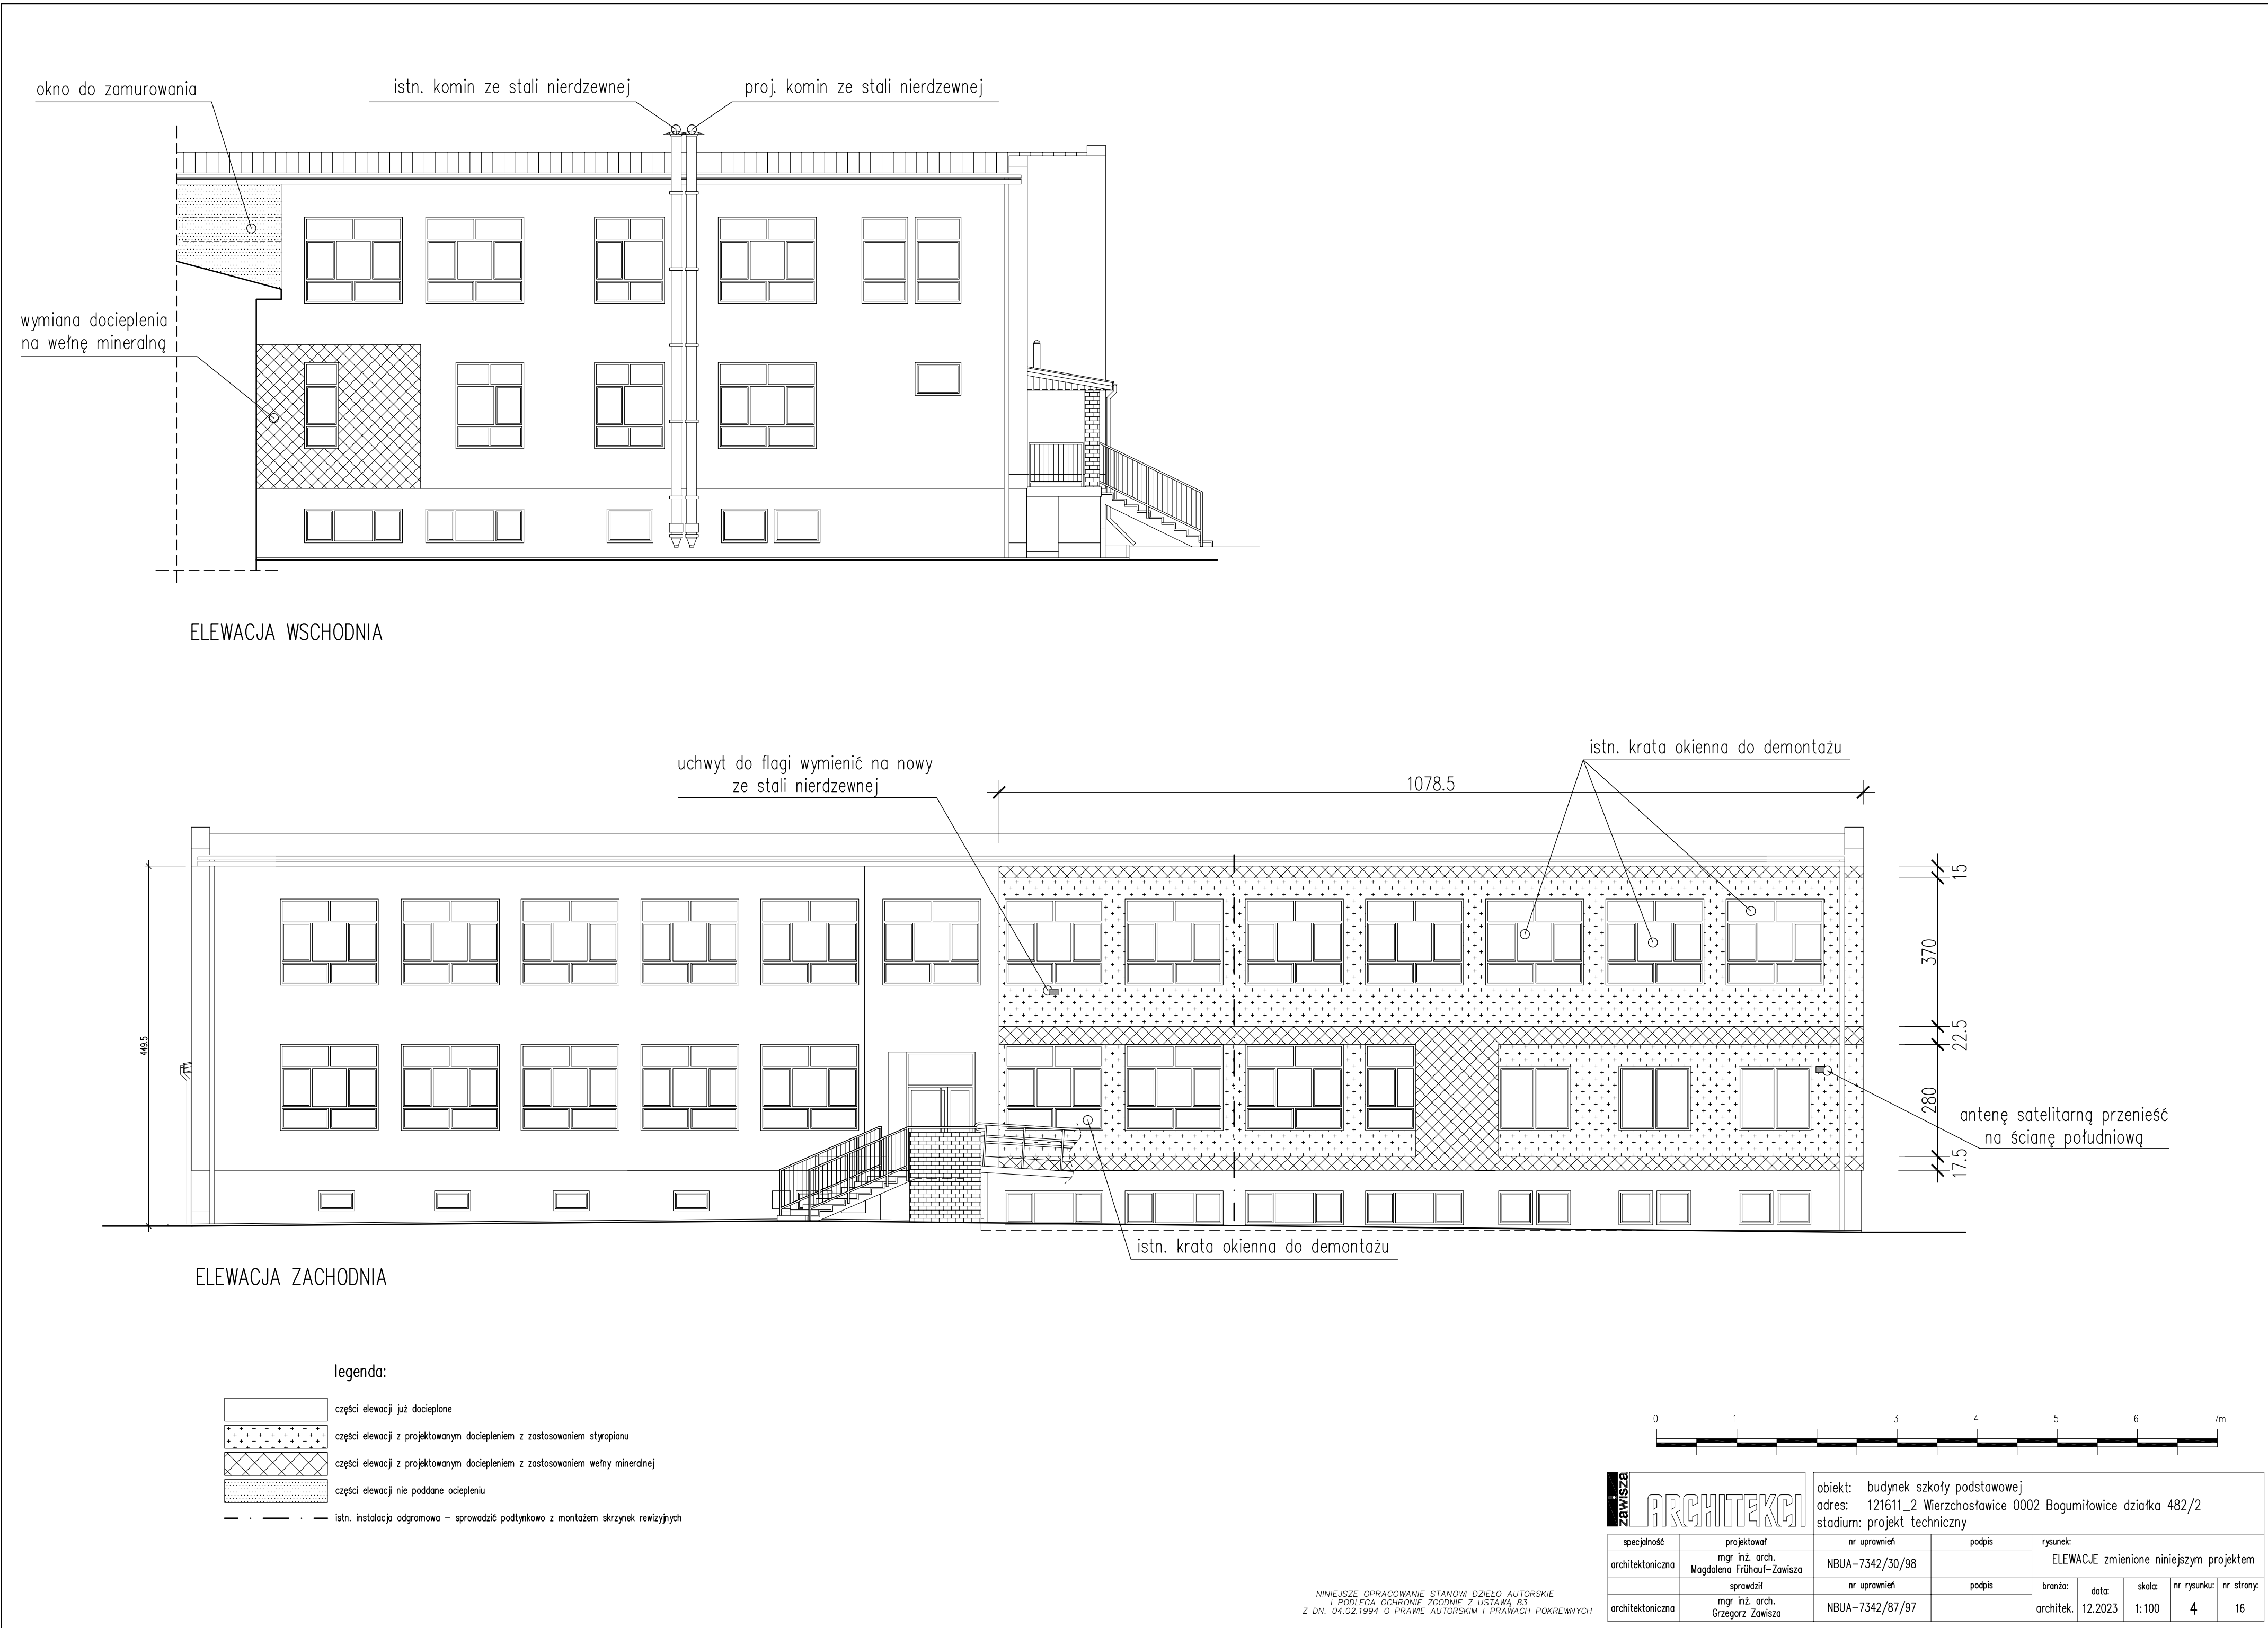 okno do zamurowania
istn. komin ze stali nierdzewnej
proj. komin ze stali nierdzewnej
wymiana docieplenia
na wełnę mineralną
ELEWACJA WSCHODNIA
uchwyt do flagi wymienić na nowy
ze stali nierdzewnej
1078.5
istn. krata okienna do demontażu
449.5
15
370
22.5
280
17.5
antenę satelitarną przenieść
na ścianę południową
istn. krata okienna do demontażu
ELEWACJA ZACHODNIA
legenda:
części elewacji już docieplone
części elewacji z projektowanym dociepleniem z zastosowaniem styropianu
części elewacji z projektowanym dociepleniem z zastosowaniem wełny mineralnej
części elewacji nie poddane ociepleniu
istn. instalacja odgromowa – sprowadzić podtynkowo z montażem skrzynek rewizyjnych
0 1 3 4 5 6 7m
zawisza ARCHITEKCI
obiekt: budynek szkoły podstawowej
adres: 121611_2 Wierzchosławice 0002 Bogumiłowice działka 482/2
stadium: projekt techniczny
specjalność projektował nr uprawnień podpis rysunek:
architektoniczna mgr inż. arch. Magdalena Frühauf-Zawisza NBUA-7342/30/98 ELEWACJE zmienione niniejszym projektem
sprawdził nr uprawnień podpis branża: data: skala: nr rysunku: nr strony:
architektoniczna mgr inż. arch. Grzegorz Zawisza NBUA-7342/87/97 architek. 12.2023 1:100 4 16
NINIEJSZE OPRACOWANIE STANOWI DZIEŁO AUTORSKIE
I PODLEGA OCHRONIE ZGODNIE Z USTAWĄ 83
Z DN. 04.02.1994 O PRAWIE AUTORSKIM I PRAWACH POKREWNYCH